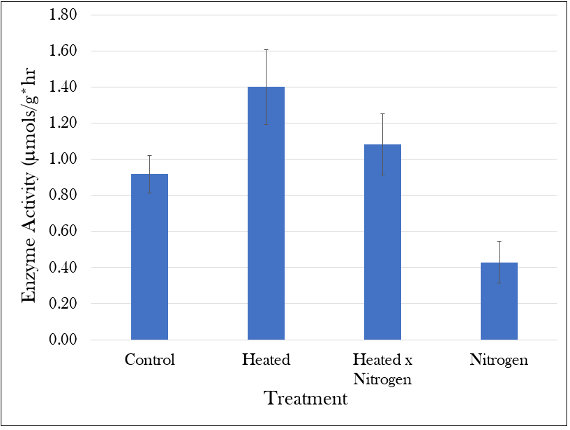 1.80
1.60
1.40
1.20
1.00
0.80
0.60
0.40
0.20
0.00
Enzyme Activity (µmols/g*hr
Control
Heated
Heated x
Nitrogen
Nitrogen
Treatment